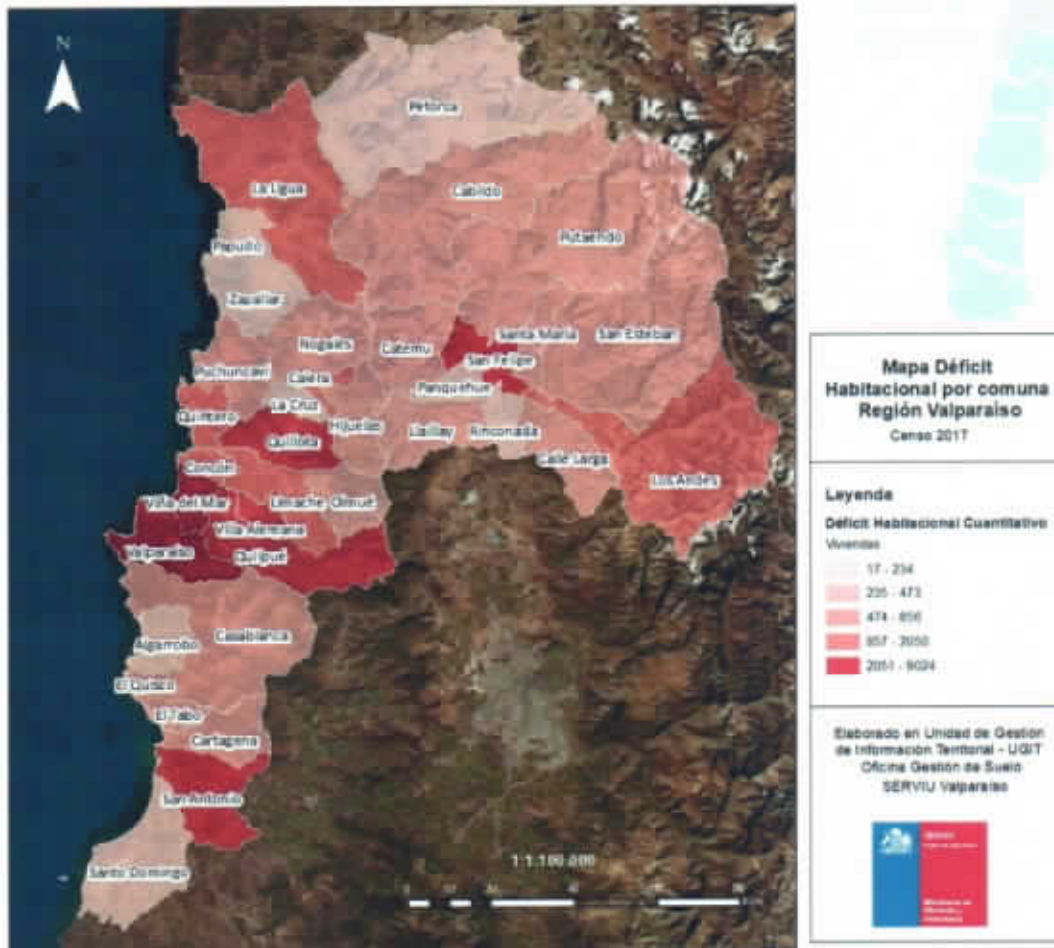 N
Petorca
La Ligua
Cabildo
Putaendo
Papudo
Zapallar
Nogales
Catemu
Santa María
San Esteban
San Felipe
Puchuncaví
Calera
Panquehue
La Cruz
Quintero
Hijuelas
Llaillay
Rinconada
Quillota
Calle Larga
Concón
Los Andes
Viña del Mar
Limache
Olmué
Villa Alemana
Valparaíso
Quilpué
Algarrobo
Casablanca
El Quisco
El Tabo
Cartagena
San Antonio
Santo Domingo
1:1.100.000
Mapa Déficit
Habitacional por comuna
Región Valparaíso
Censo 2017
Leyenda
Déficit Habitacional Cuantitativo
Viviendas
17 - 234
235 - 473
474 - 856
857 - 2050
2051 - 9024
Elaborado en Unidad de Gestión
de Información Territorial - UGIT
Oficina Gestión de Suelo
SERVIU Valparaíso